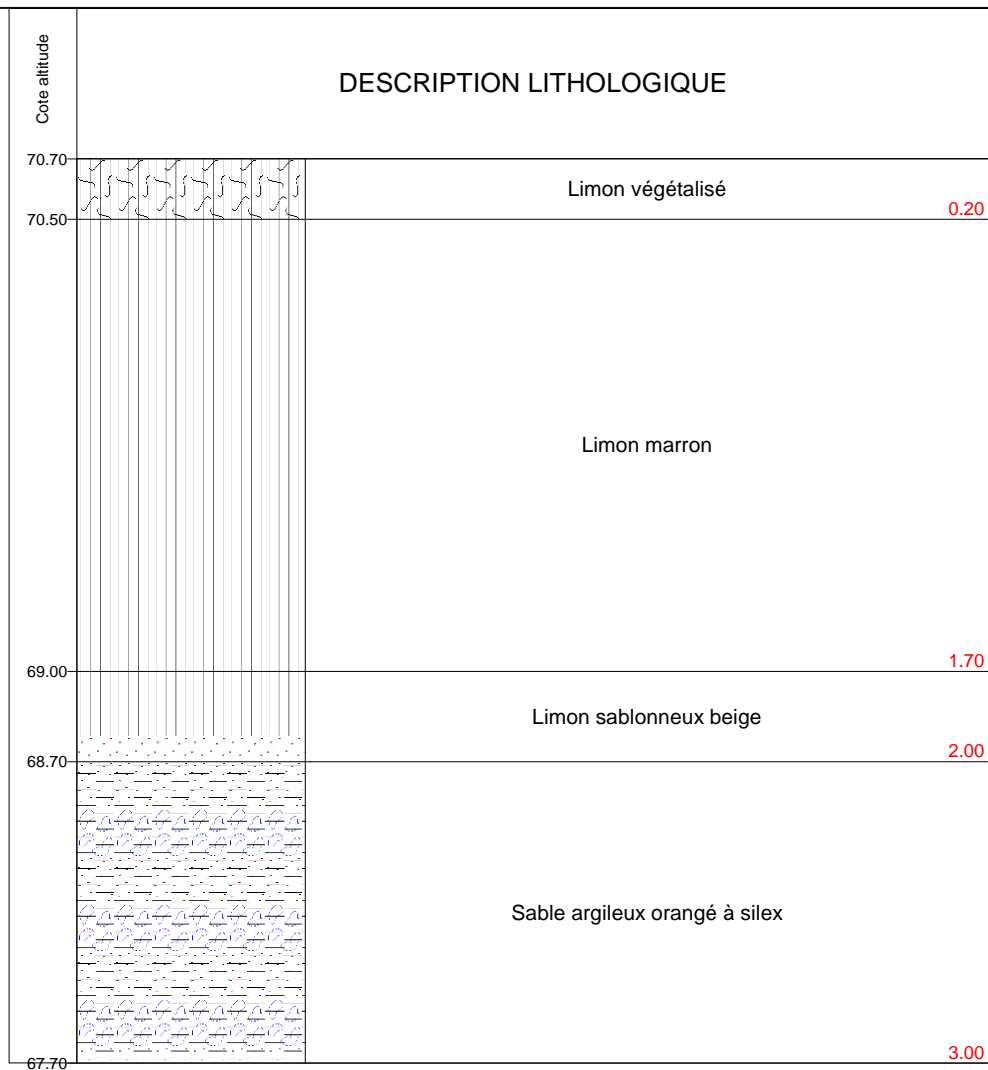 Cote altitude
DESCRIPTION LITHOLOGIQUE
70.70
Limon végétalisé
0.20
70.50
Limon marron
1.70
69.00
Limon sablonneux beige
2.00
68.70
Sable argileux orangé à silex
3.00
67.70